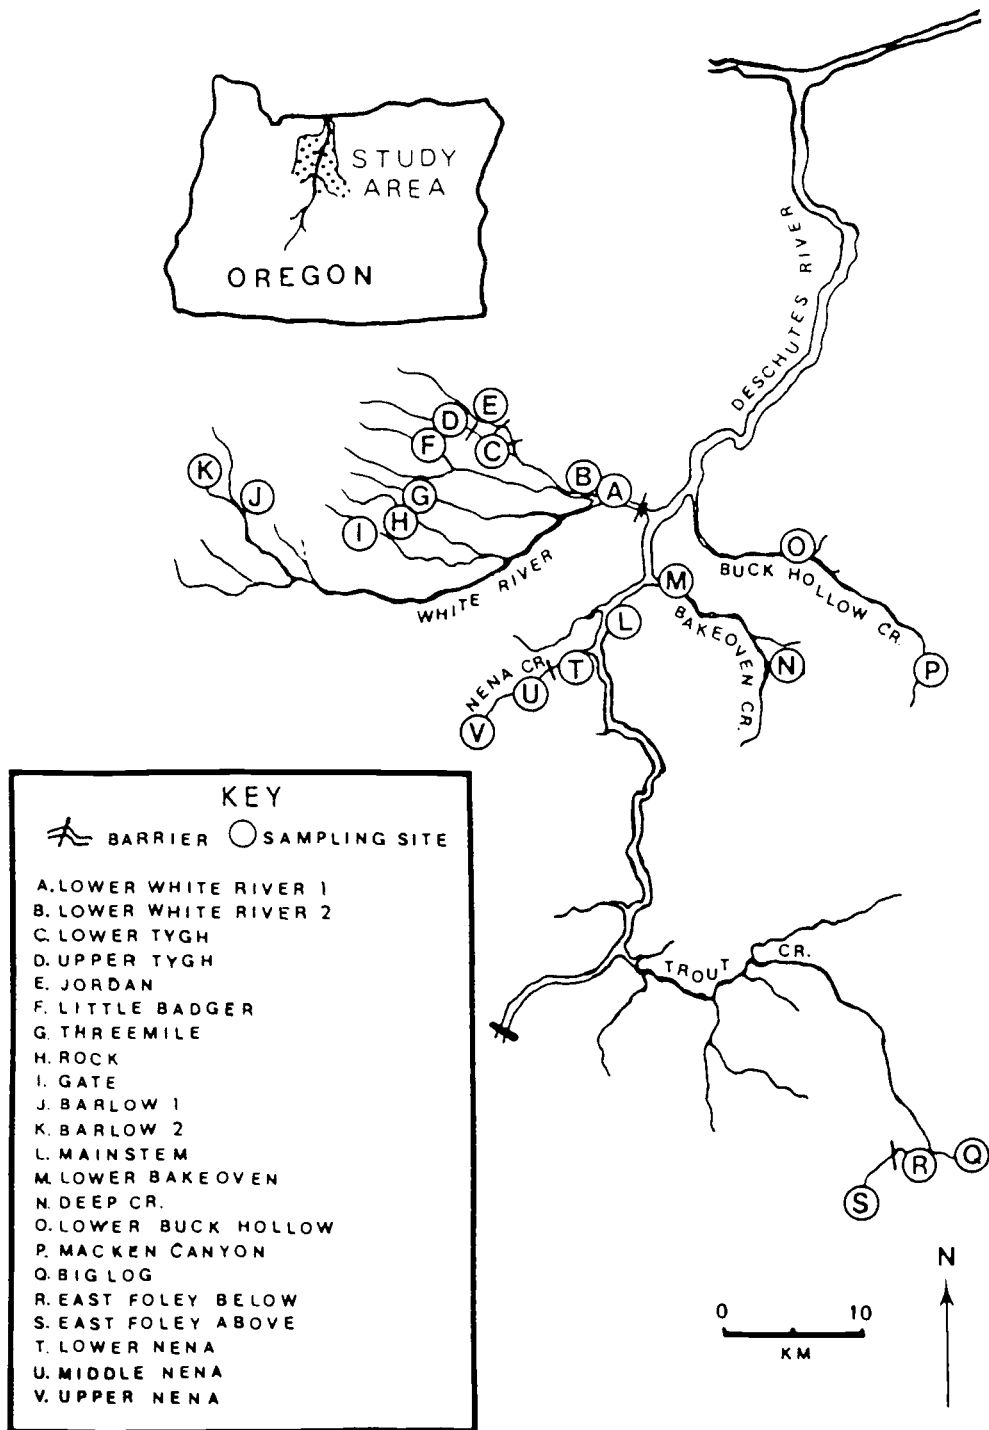 STUDY
AREA
OREGON
DESCHUTES RIVER
E
D
C
F
K
J
G
B
A
H
I
WHITE RIVER
O
BUCK HOLLOW CR.
M
BAKEOVEN CR.
L
N
P
NENA CR.
T
U
V
KEY
BARRIER
SAMPLING SITE
A. LOWER WHITE RIVER 1
B. LOWER WHITE RIVER 2
C. LOWER TYGH
D. UPPER TYGH
E. JORDAN
F. LITTLE BADGER
G. THREEMILE
H. ROCK
I. GATE
J. BARLOW 1
K. BARLOW 2
L. MAINSTEM
M. LOWER BAKEOVEN
N. DEEP CR.
O. LOWER BUCK HOLLOW
P. MACKEN CANYON
Q. BIG LOG
R. EAST FOLEY BELOW
S. EAST FOLEY ABOVE
T. LOWER NENA
U. MIDDLE NENA
V. UPPER NENA
TROUT CR.
R
Q
S
N
0 10
KM